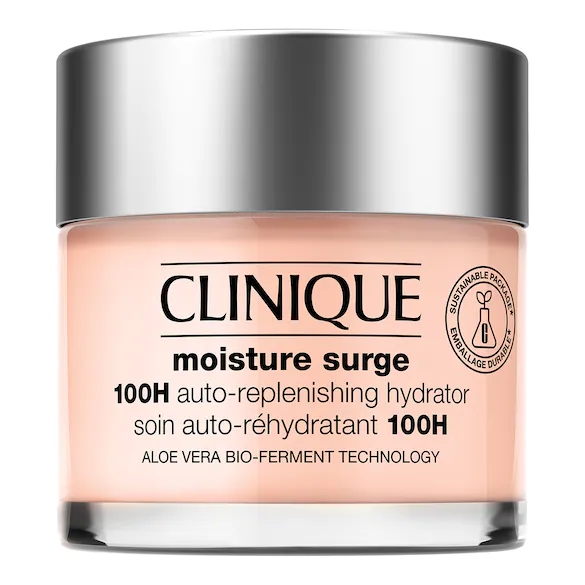 CLINIQUE
moisture surge
100H auto-replenishing hydrator
soin auto-réhydratant 100H
ALOE VERA BIO-FERMENT TECHNOLOGY
SUSTAINABLE PACKAGE*
C
EMBALLAGE DURABLE*